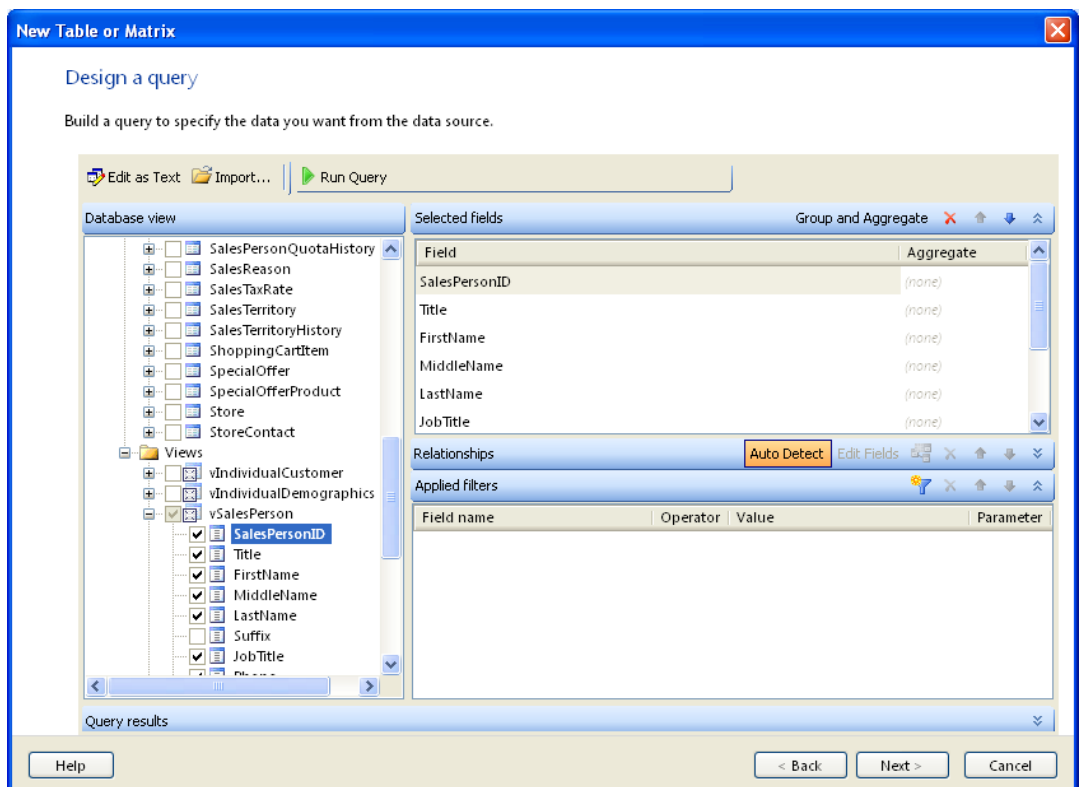 New Table or Matrix
Design a query
Build a query to specify the data you want from the data source.
Edit as Text Import... Run Query
Database view
SalesPersonQuotaHistory
SalesReason
SalesTaxRate
SalesTerritory
SalesTerritoryHistory
ShoppingCartItem
SpecialOffer
SpecialOfferProduct
Store
StoreContact
Views
vIndividualCustomer
vIndividualDemographics
vSalesPerson
SalesPersonID
Title
FirstName
MiddleName
LastName
Suffix
JobTitle
Selected fields Group and Aggregate
Field Aggregate
SalesPersonID (none)
Title (none)
FirstName (none)
MiddleName (none)
LastName (none)
JobTitle (none)
Relationships Auto Detect Edit Fields
Applied filters
Field name Operator Value Parameter
Query results
Help < Back Next > Cancel